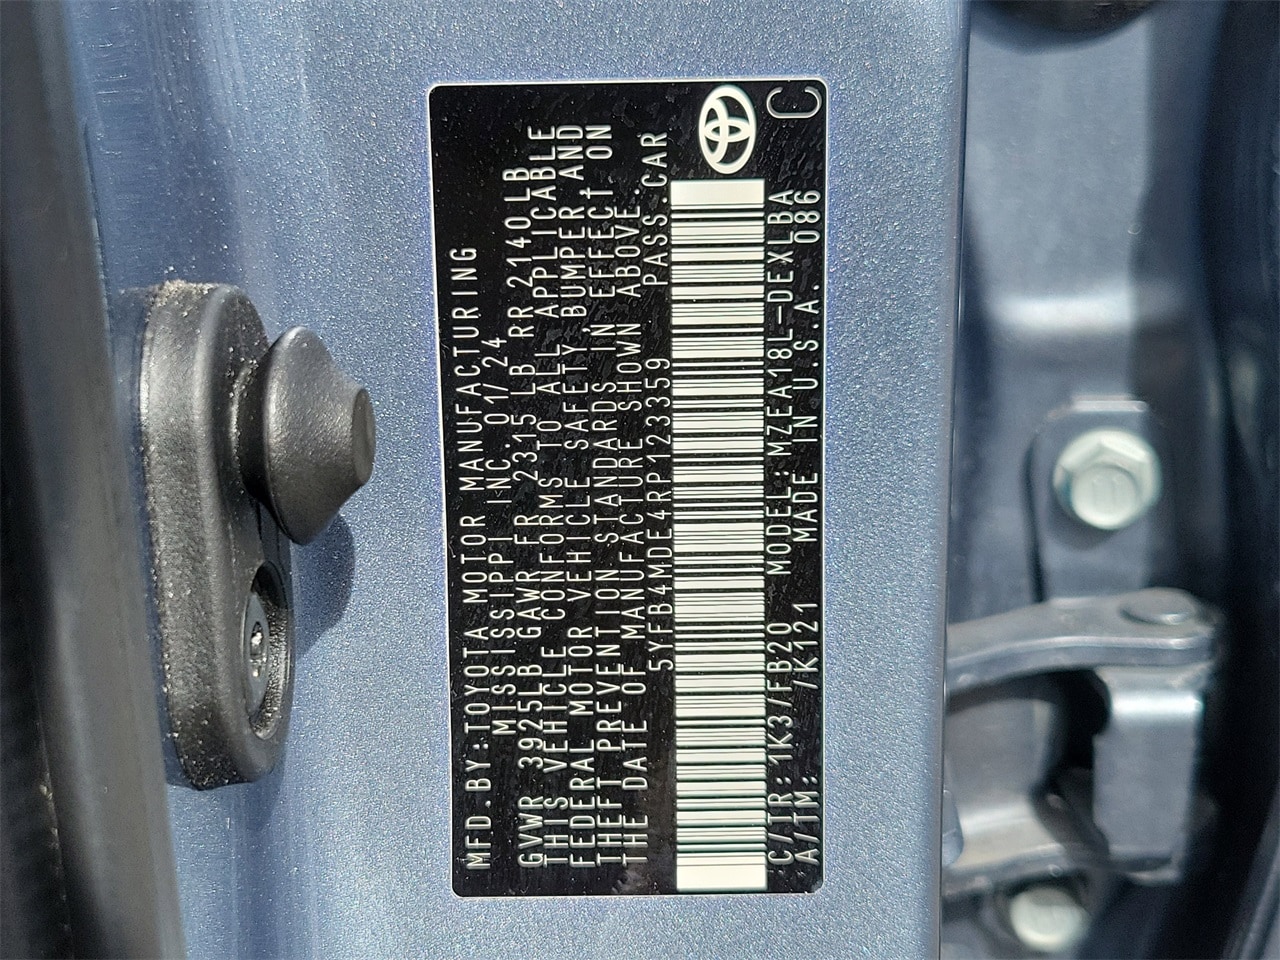 MFD.BY:TOYOTA MOTOR MANUFACTURING
MISSISSIPPI INC 01/24
GVWR 3925LB GAWR FR 2315 LB RR 2140LB
THIS VEHICLE CONFORMS TO ALL APPLICABLE
FEDERAL MOTOR VEHICLE SAFETY,BUMPER AND
THEFT PREVENTION STANDARDS IN EFFECT ON
THE DATE OF MANUFACTURE SHOWN ABOVE.
5YFB4MDE4RP123359 PASS.CAR
C/TR:1K3/FB20 MODEL:MZEA18L-DEXLBA
A/TM: /K121 MADE IN U.S.A.086
C